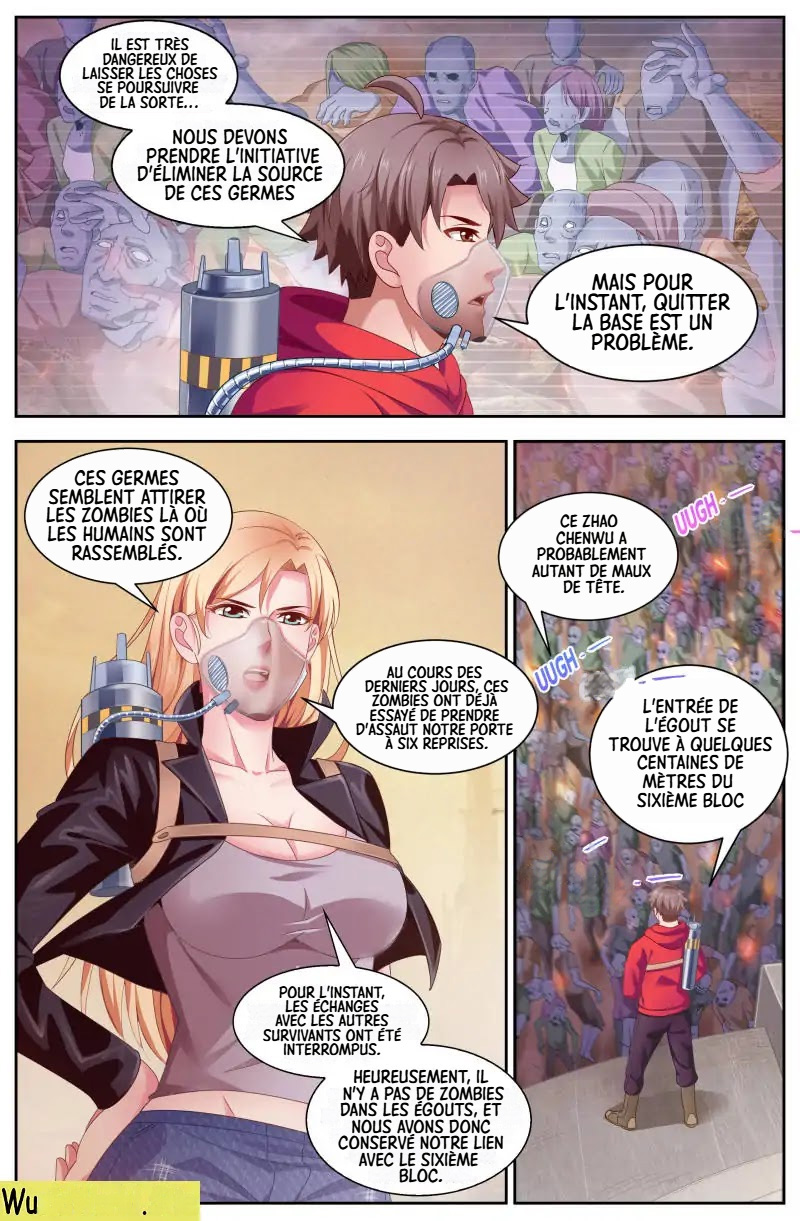 IL EST TRÈS
DANGEREUX DE
LAISSER LES CHOSES
SE POURSUIVRE
DE LA SORTE...
NOUS DEVONS
PRENDRE L'INITIATIVE
D'ÉLIMINER LA SOURCE
DE CES GERMES
MAIS POUR
L'INSTANT, QUITTER
LA BASE EST UN
PROBLÈME.
CES GERMES
SEMBLENT ATTIRER
LES ZOMBIES LÀ OÙ
LES HUMAINS SONT
RASSEMBLÉS.
AU COURS DES
DERNIERS JOURS, CES
ZOMBIES ONT DÉJÀ
ESSAYÉ DE PRENDRE
D'ASSAUT NOTRE PORTE
À SIX REPRISES.
POUR L'INSTANT,
LES ÉCHANGES
AVEC LES AUTRES
SURVIVANTS ONT ÉTÉ
INTERROMPUS.
HEUREUSEMENT, IL
N'Y A PAS DE ZOMBIES
DANS LES ÉGOUTS, ET
NOUS AVONS DONC
CONSERVÉ NOTRE LIEN
AVEC LE SIXIÈME
BLOC.
UUGH
CE ZHAO
CHENWU A
PROBABLEMENT
AUTANT DE MAUX
DE TÊTE.
UUGH
L'ENTRÉE DE
L'ÉGOUT SE
TROUVE À QUELQUES
CENTAINES DE
MÈTRES DU
SIXIÈME BLOC
Wu .